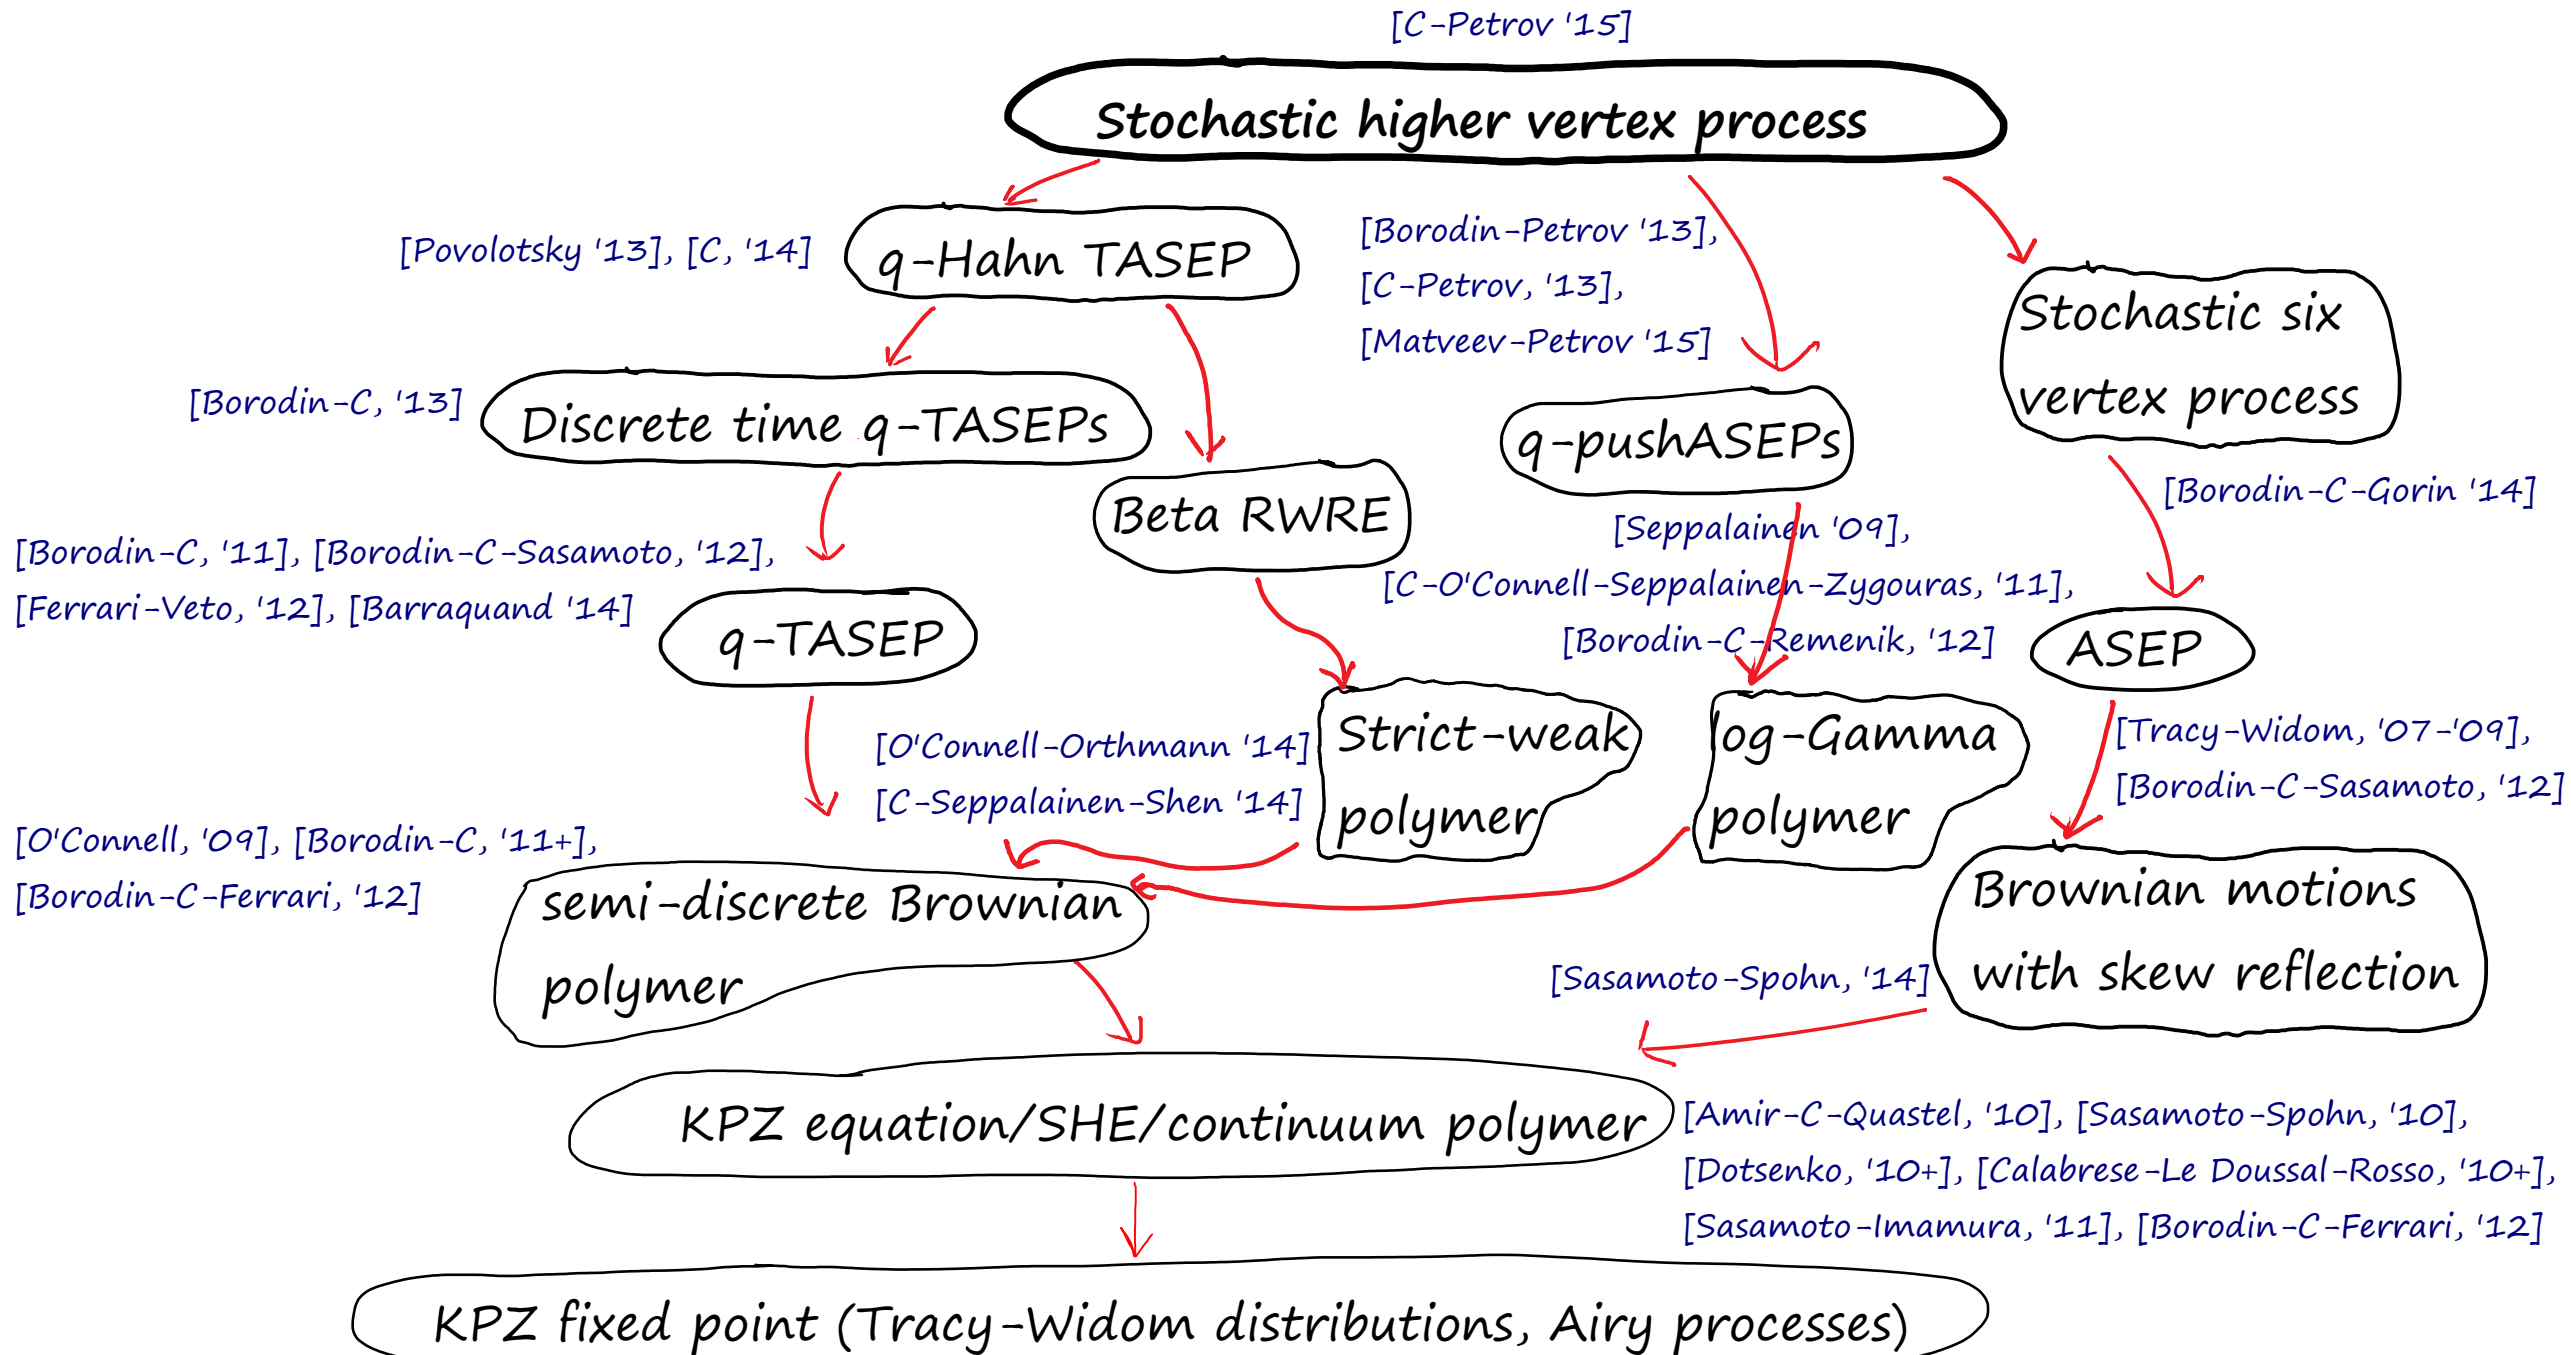 [C-Petrov '15]
Stochastic higher vertex process
[Povolotsky '13], [C, '14]
q-Hahn TASEP
[Borodin-Petrov '13],
[C-Petrov, '13],
[Matveev-Petrov '15]
Stochastic six
vertex process
[Borodin-C, '13]
Discrete time q-TASEPs
q-pushASEPs
Beta RWRE
[Borodin-C-Gorin '14]
[Borodin-C, '11], [Borodin-C-Sasamoto, '12],
[Ferrari-Veto, '12], [Barraquand '14]
q-TASEP
[Seppalainen '09],
[C-O'Connell-Seppalainen-Zygouras, '11],
[Borodin-C-Remenik, '12]
ASEP
[O'Connell-Orthmann '14]
[C-Seppalainen-Shen '14]
Strict-weak
polymer
log-Gamma
polymer
[Tracy-Widom, '07-'09],
[Borodin-C-Sasamoto, '12]
[O'Connell, '09], [Borodin-C, '11+],
[Borodin-C-Ferrari, '12]
semi-discrete Brownian
polymer
Brownian motions
with skew reflection
[Sasamoto-Spohn, '14]
KPZ equation/SHE/continuum polymer
[Amir-C-Quastel, '10], [Sasamoto-Spohn, '10],
[Dotsenko, '10+], [Calabrese-Le Doussal-Rosso, '10+],
[Sasamoto-Imamura, '11], [Borodin-C-Ferrari, '12]
KPZ fixed point (Tracy-Widom distributions, Airy processes)